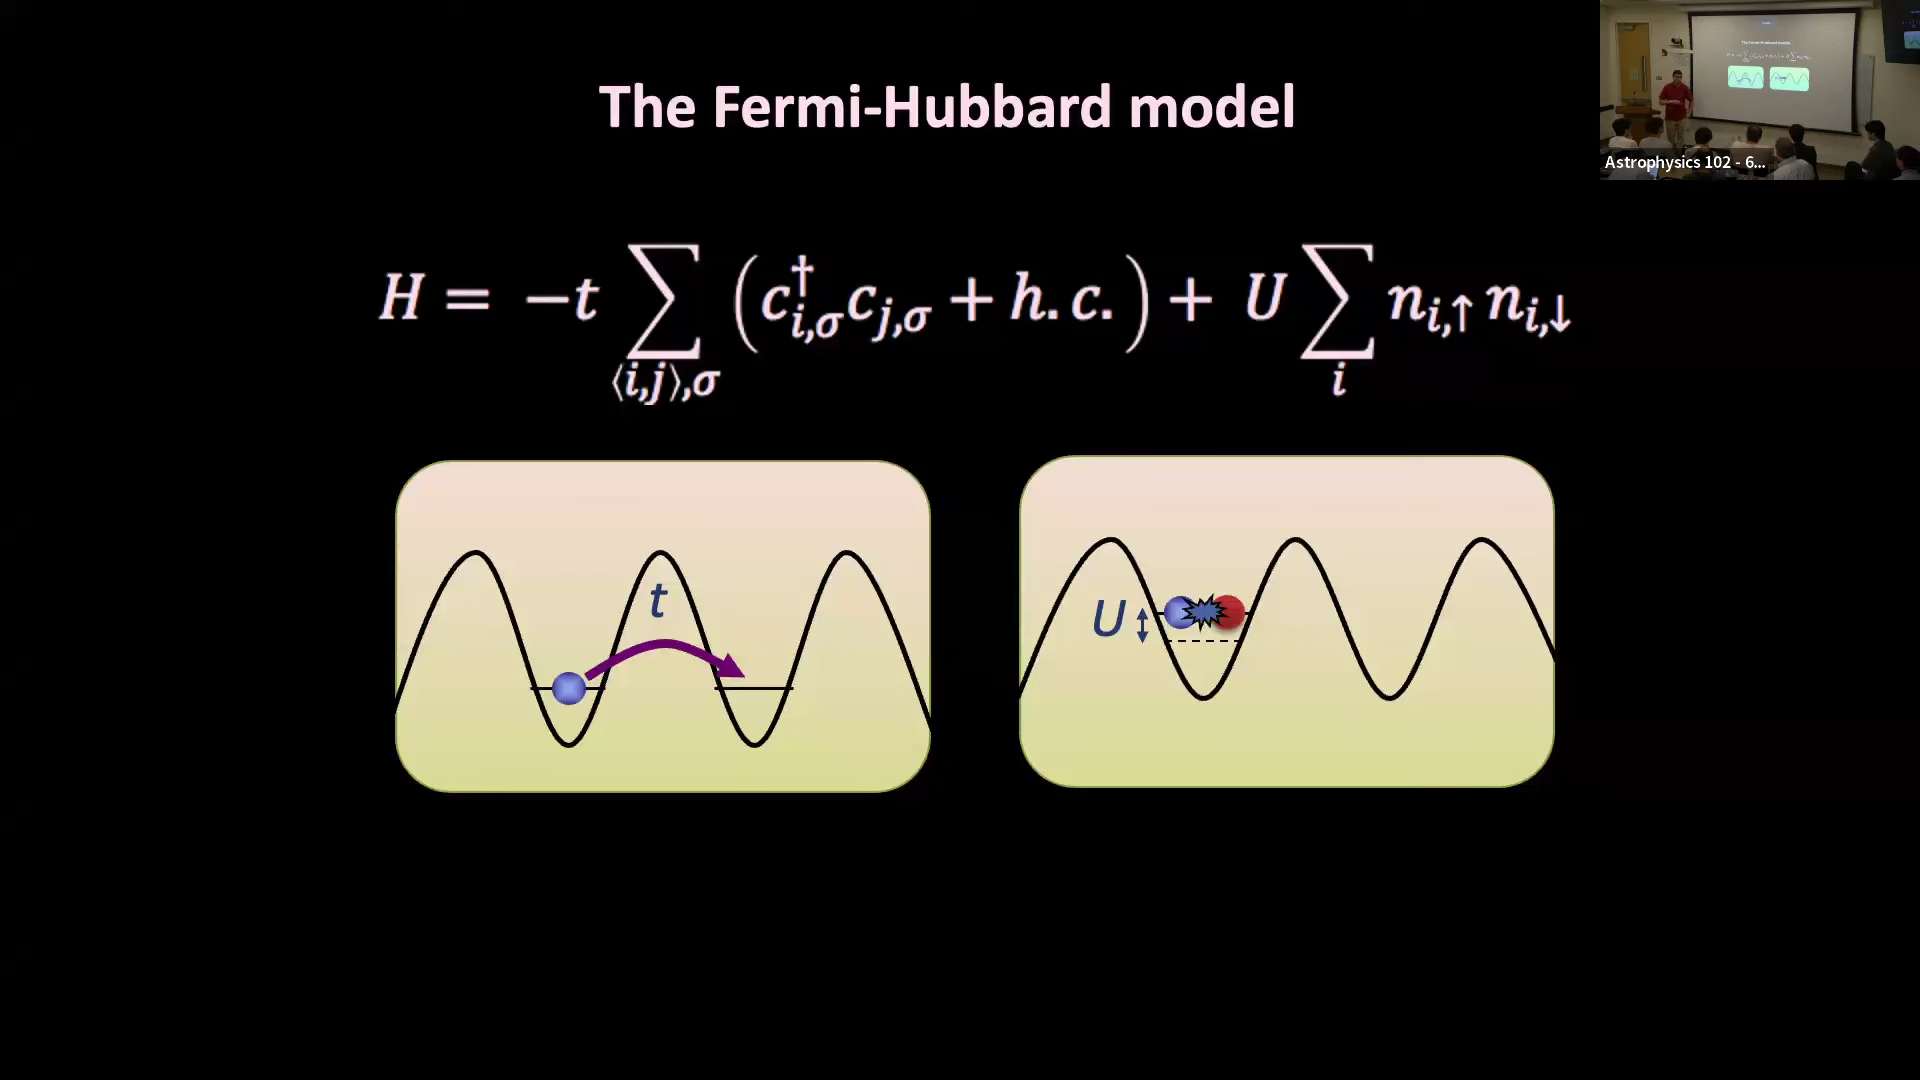 The Fermi-Hubbard model
H = −t ∑⟨i,j⟩,σ (c†i,σ cj,σ + h.c.) + U ∑i ni,↑ ni,↓
t
U
Astrophysics 102 - 6...